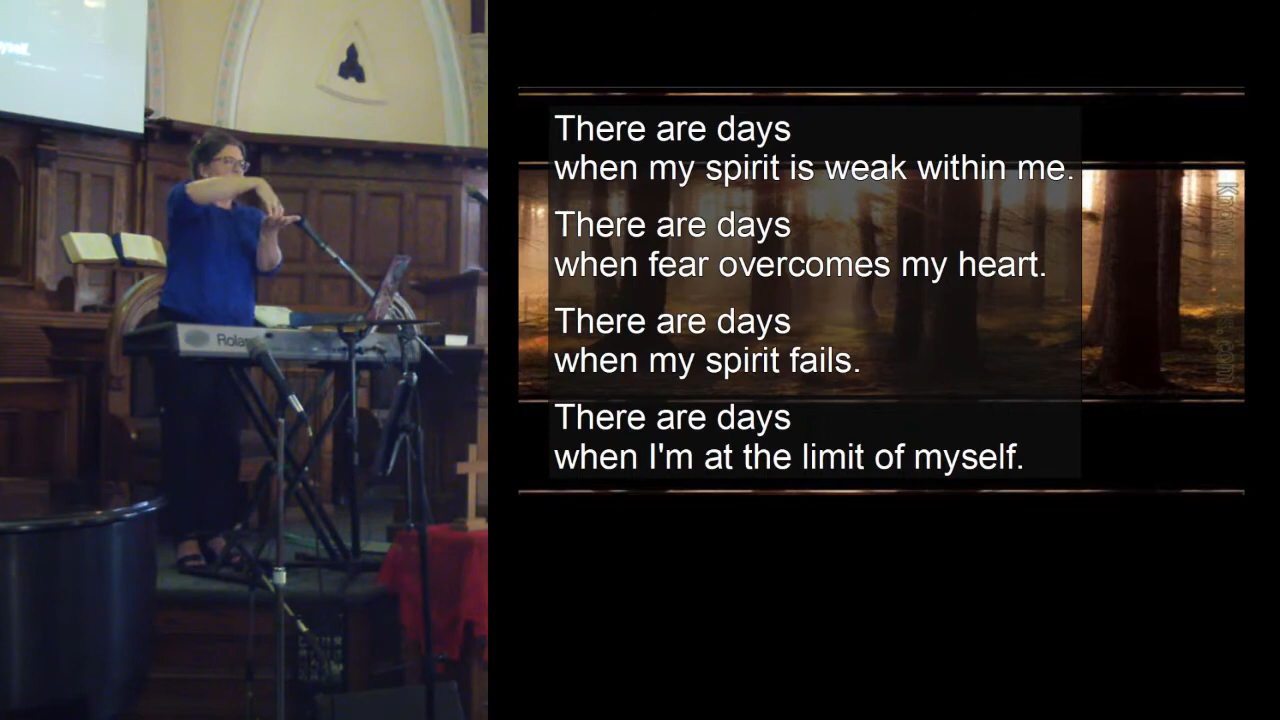 yself.
Roland
There are days
when my spirit is weak within me.
There are days
when fear overcomes my heart.
There are days
when my spirit fails.
There are days
when I'm at the limit of myself.